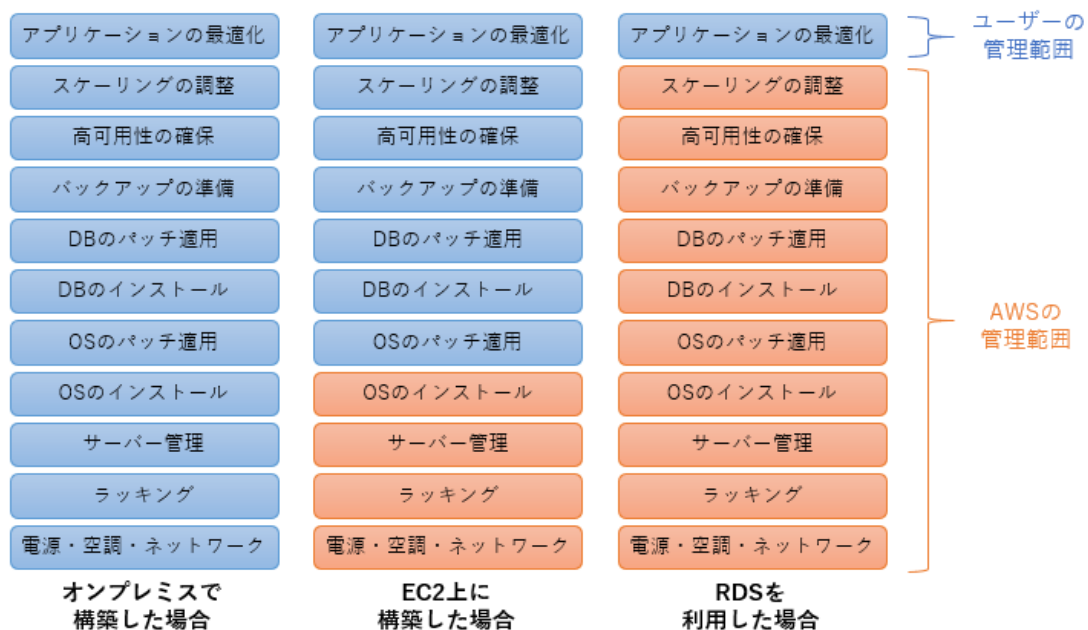 アプリケーションの最適化
アプリケーションの最適化
アプリケーションの最適化
ユーザーの
管理範囲
スケーリングの調整
スケーリングの調整
スケーリングの調整
高可用性の確保
高可用性の確保
高可用性の確保
バックアップの準備
バックアップの準備
バックアップの準備
DBのパッチ適用
DBのパッチ適用
DBのパッチ適用
DBのインストール
DBのインストール
DBのインストール
AWSの
管理範囲
OSのパッチ適用
OSのパッチ適用
OSのパッチ適用
OSのインストール
OSのインストール
OSのインストール
サーバー管理
サーバー管理
サーバー管理
ラッキング
ラッキング
ラッキング
電源・空調・ネットワーク
電源・空調・ネットワーク
電源・空調・ネットワーク
オンプレミスで
構築した場合
EC2上に
構築した場合
RDSを
利用した場合